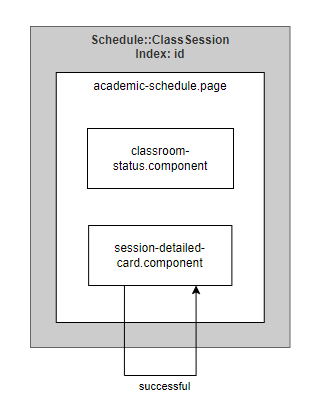 Schedule::ClassSession
Index: id
academic-schedule.page
classroom-
status.component
session-detailed-
card.component
successful